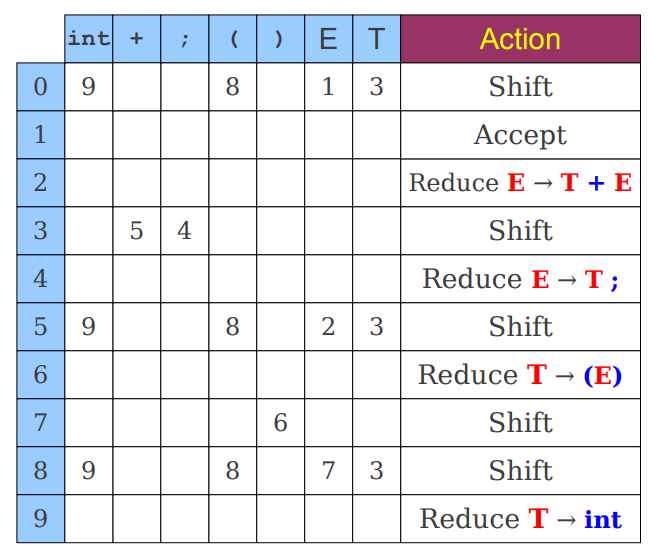 int + ; ( ) E T Action
0 9 8 1 3 Shift
1 Accept
2 Reduce E → T + E
3 5 4 Shift
4 Reduce E → T ;
5 9 8 2 3 Shift
6 Reduce T → (E)
7 6 Shift
8 9 8 7 3 Shift
9 Reduce T → int